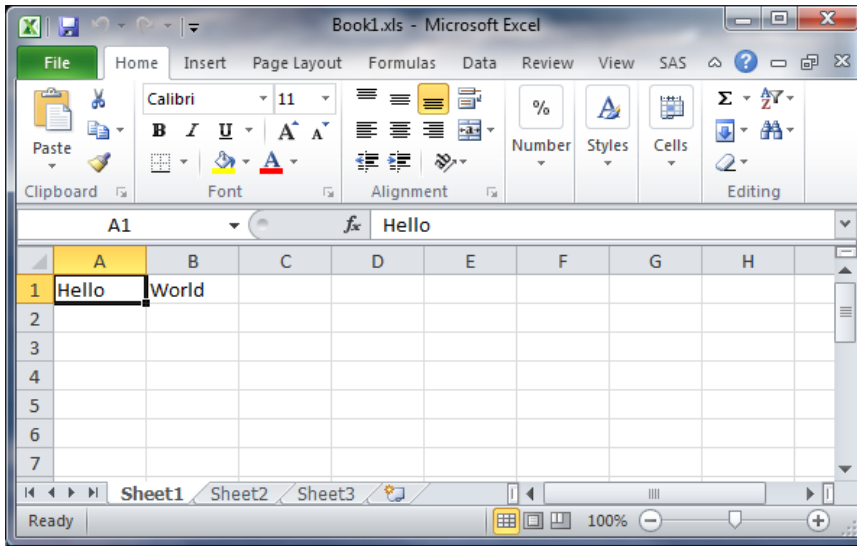 Book1.xls - Microsoft Excel
File Home Insert Page Layout Formulas Data Review View SAS
Calibri 11 % Σ
Paste B I U A A Number Styles Cells
A
Clipboard Font Alignment Editing
A1 fx Hello
A B C D E F G H
1 Hello World
2
3
4
5
6
7
Sheet1 Sheet2 Sheet3
Ready 100%